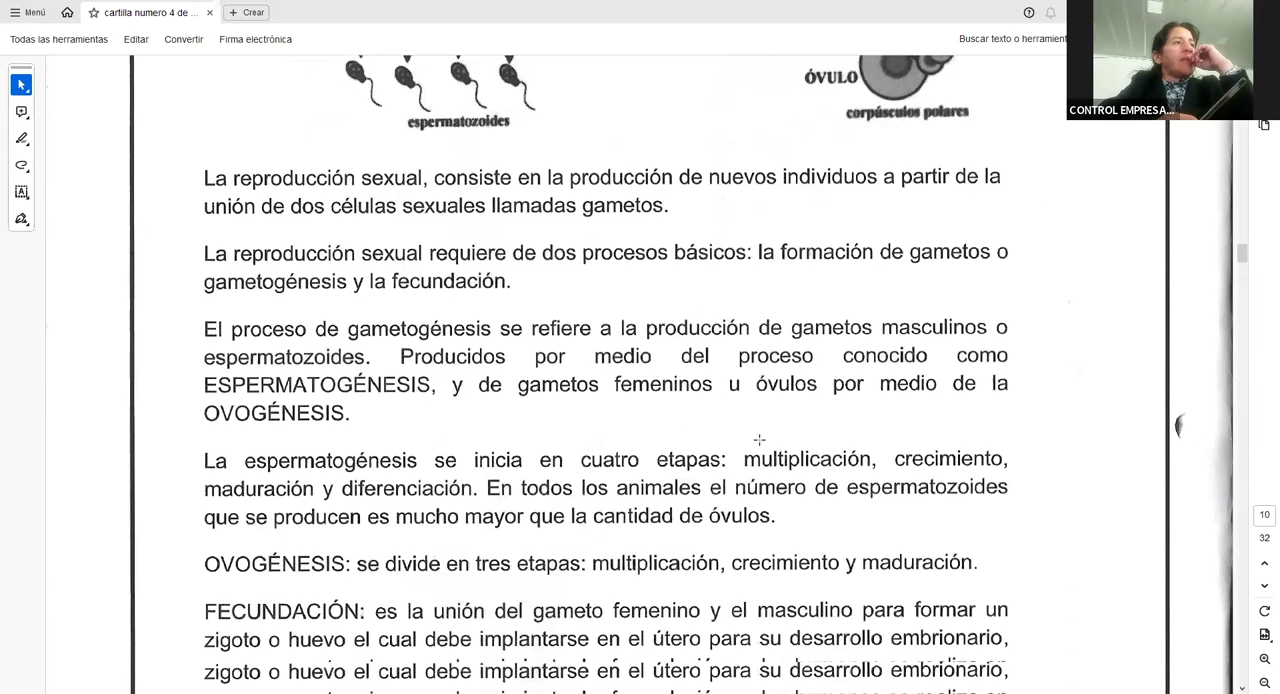 Menú
cartilla numero 4 de ...
Crear
Todas las herramientas
Editar
Convertir
Firma electrónica
Buscar texto o herramient
CONTROL EMPRESA...
ÓVULO
espermatozoides
corpúsculos polares
La reproducción sexual, consiste en la producción de nuevos individuos a partir de la
unión de dos células sexuales llamadas gametos.
La reproducción sexual requiere de dos procesos básicos: la formación de gametos o
gametogénesis y la fecundación.
El proceso de gametogénesis se refiere a la producción de gametos masculinos o
espermatozoides. Producidos por medio del proceso conocido como
ESPERMATOGÉNESIS, y de gametos femeninos u óvulos por medio de la
OVOGÉNESIS.
La espermatogénesis se inicia en cuatro etapas: multiplicación, crecimiento,
maduración y diferenciación. En todos los animales el número de espermatozoides
que se producen es mucho mayor que la cantidad de óvulos.
OVOGÉNESIS: se divide en tres etapas: multiplicación, crecimiento y maduración.
FECUNDACIÓN: es la unión del gameto femenino y el masculino para formar un
zigoto o huevo el cual debe implantarse en el útero para su desarrollo embrionario,
zigoto o huevo el cual debe implantarse en el útero para su desarrollo embrionario,
10
32